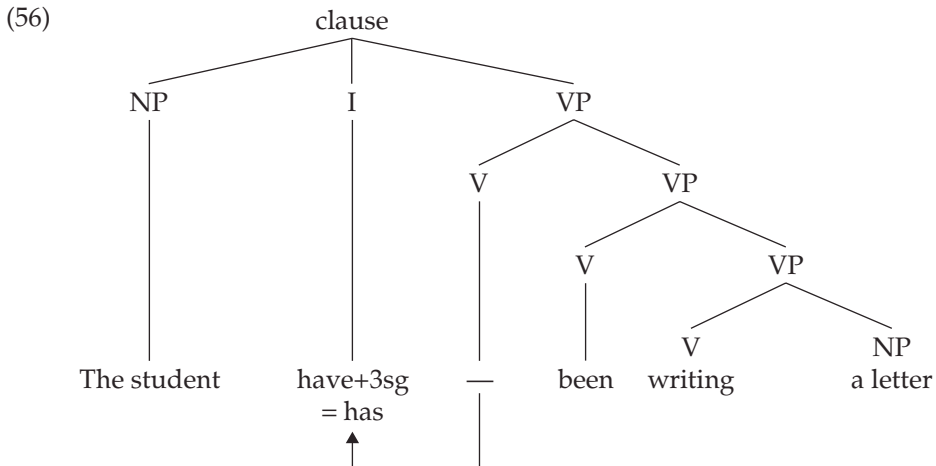 (56)
clause
NP I VP
V VP
V VP
V NP
The student have+3sg — been writing a letter
= has